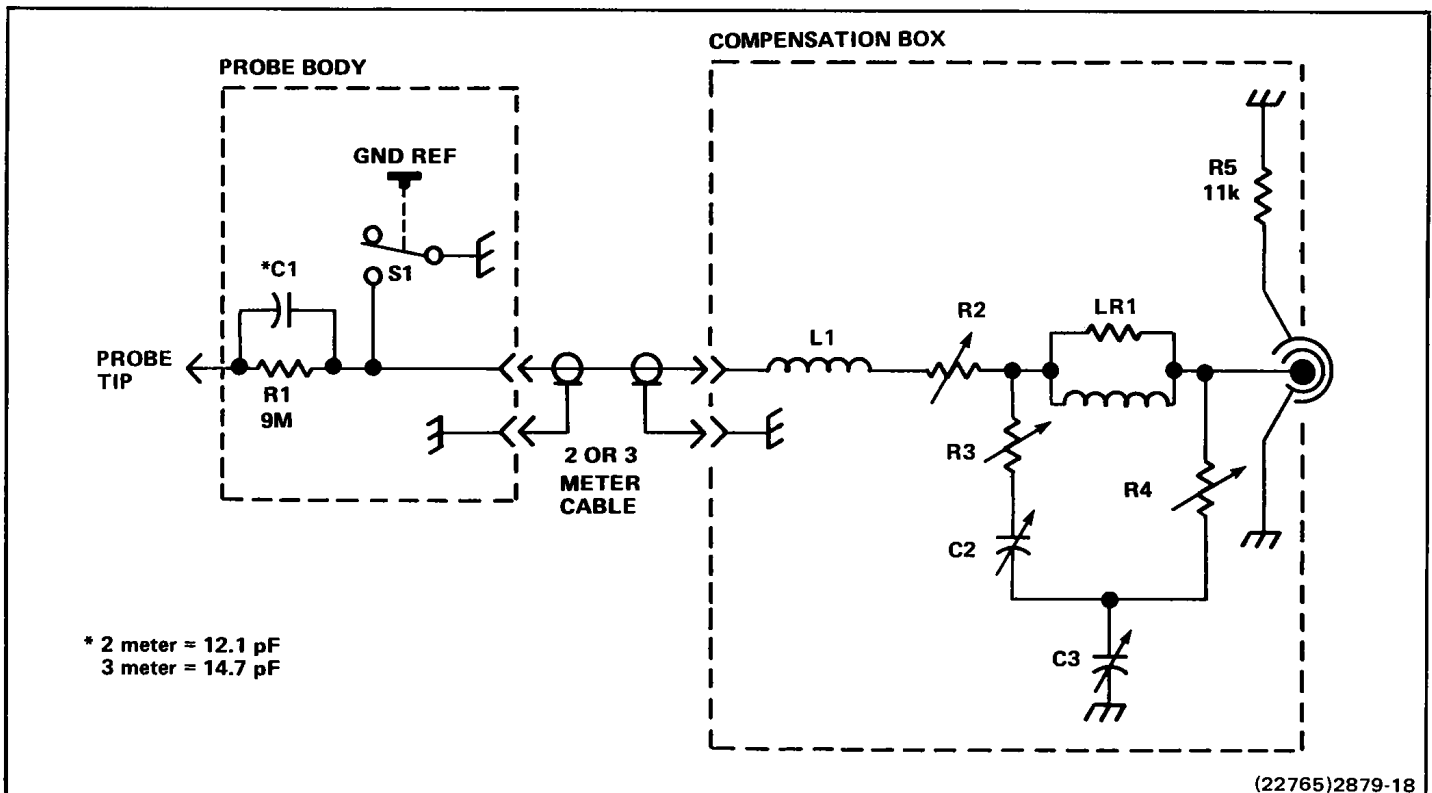 COMPENSATION BOX
PROBE BODY
GND REF
S1
*C1
R1
9M
PROBE
TIP
2 OR 3
METER
CABLE
L1
R2
LR1
R3
C2
R4
C3
R5
11k
* 2 meter = 12.1 pF
3 meter = 14.7 pF
(22765)2879-18